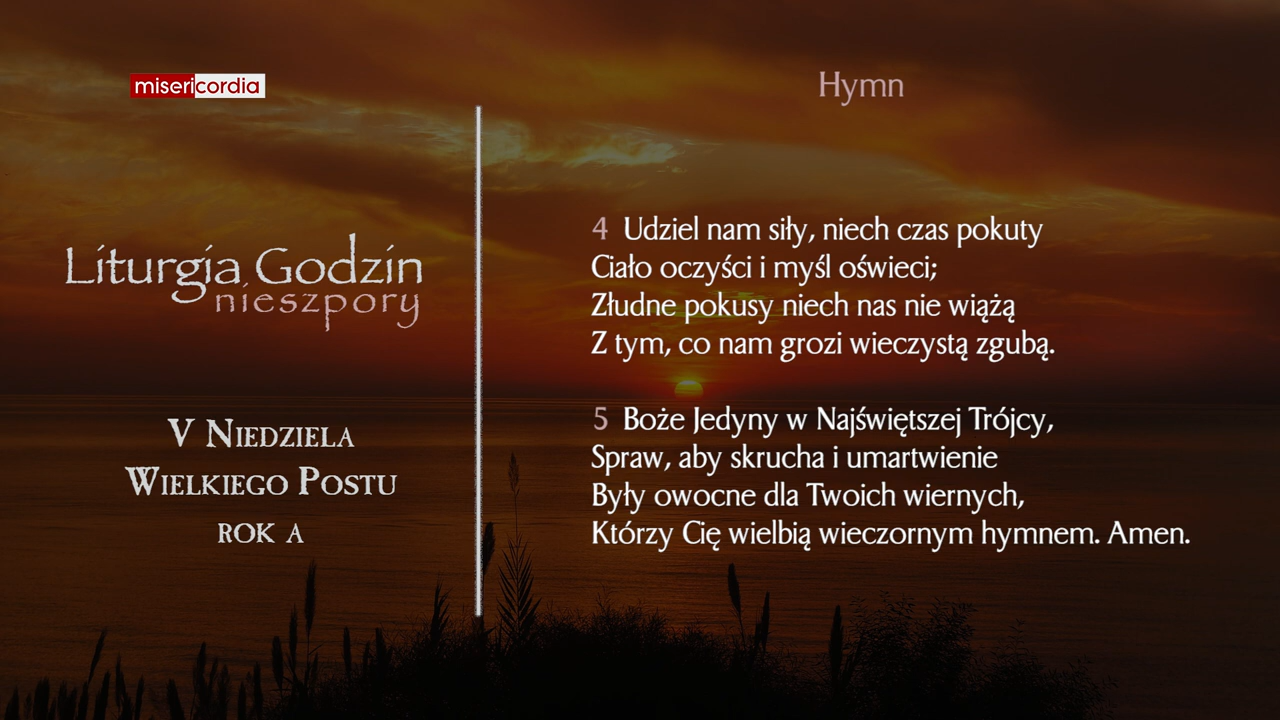 misericordia
Liturgia Godzin
nieszpory
V Niedziela
Wielkiego Postu
rok A
Hymn
4 Udziel nam siły, niech czas pokuty
Ciało oczyści i myśl oświeci;
Złudne pokusy niech nas nie wiążą
Z tym, co nam grozi wieczystą zgubą.
5 Boże Jedyny w Najświętszej Trójcy,
Spraw, aby skrucha i umartwienie
Były owocne dla Twoich wiernych,
Którzy Cię wielbią wieczornym hymnem. Amen.